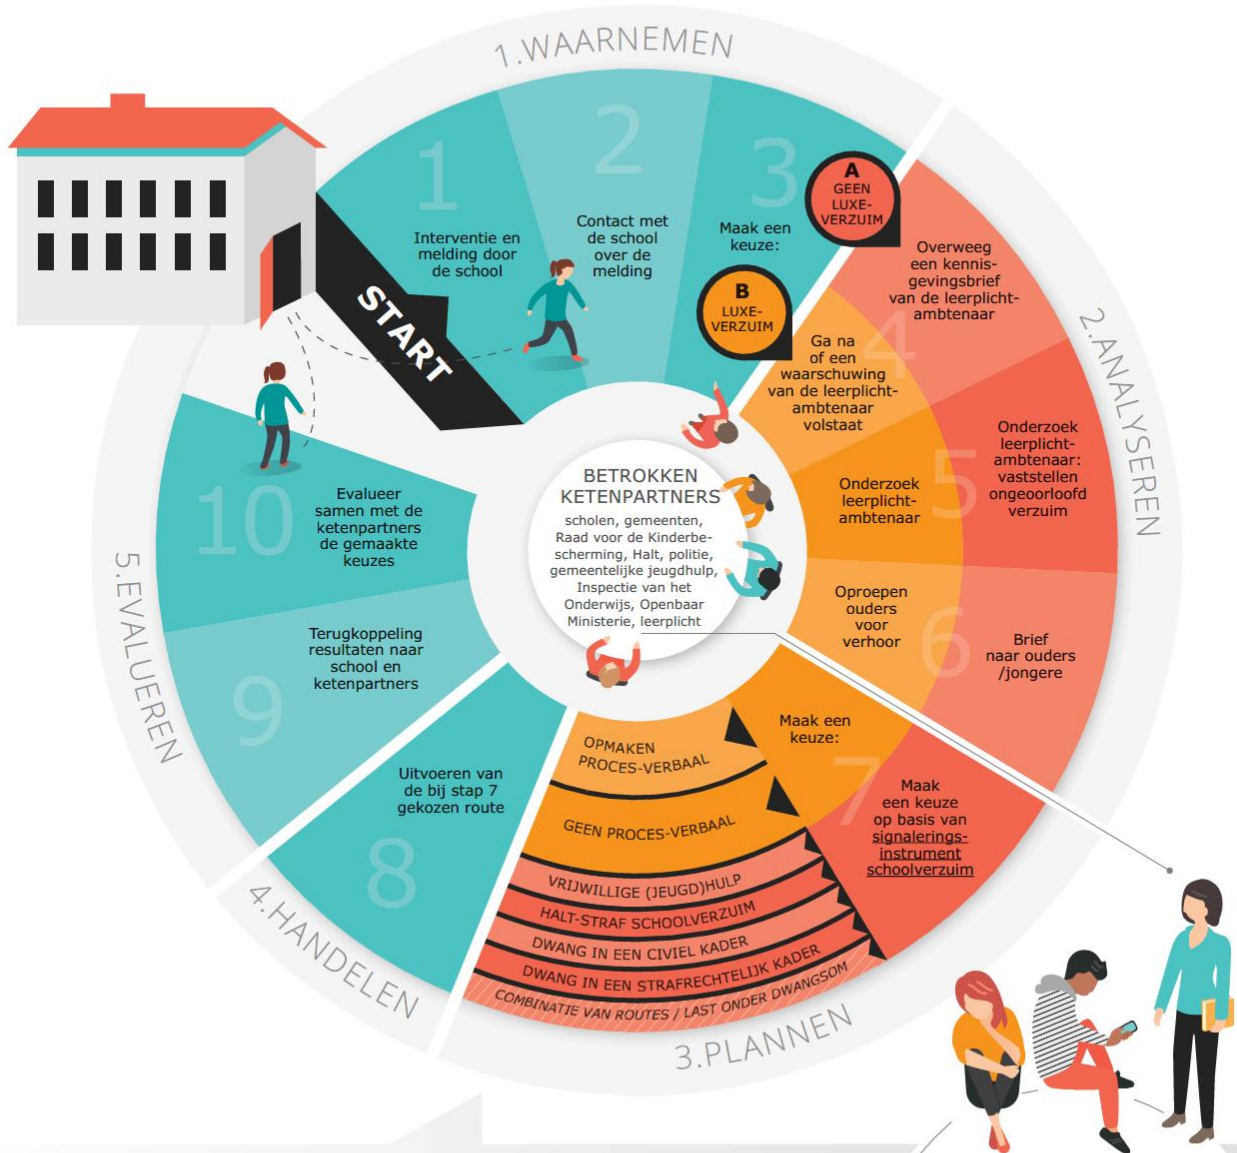 1.WAARNEMEN
START
1
Interventie en
melding door
de school
2
Contact met
de school
over de
melding
3
Maak een
keuze:
A
GEEN
LUXE-
VERZUIM
B
LUXE-
VERZUIM
2.ANALYSEREN
4
Overweeg
een kennis-
gevingsbrief
van de leerplicht-
ambtenaar
Ga na
of een
waarschuwing
van de leerplicht-
ambtenaar
volstaat
5
Onderzoek
leerplicht-
ambtenaar:
vaststellen
ongeoorloofd
verzuim
Onderzoek
leerplicht-
ambtenaar
6
Brief
naar ouders
/jongere
Oproepen
ouders
voor
verhoor
3.PLANNEN
7
Maak een
keuze:
Maak
een keuze
op basis van
signalerings-
instrument
schoolverzuim
OPMAKEN
PROCES-VERBAAL
GEEN PROCES-VERBAAL
VRIJWILLIGE (JEUGD)HULP
HALT-STRAF SCHOOLVERZUIM
DWANG IN EEN CIVIEL KADER
DWANG IN EEN STRAFRECHTELIJK KADER
COMBINATIE VAN ROUTES / LAST ONDER DWANGSOM
4.HANDELEN
Uitvoeren van
de bij stap 7
gekozen route
8
5.EVALUEREN
Terugkoppeling
resultaten naar
school en
ketenpartners
9
10
Evalueer
samen met de
ketenpartners
de gemaakte
keuzes
BETROKKEN
KETENPARTNERS
scholen, gemeenten,
Raad voor de Kinderbe-
scherming, Halt, politie,
gemeentelijke jeugdhulp,
Inspectie van het
Onderwijs, Openbaar
Ministerie, leerplicht